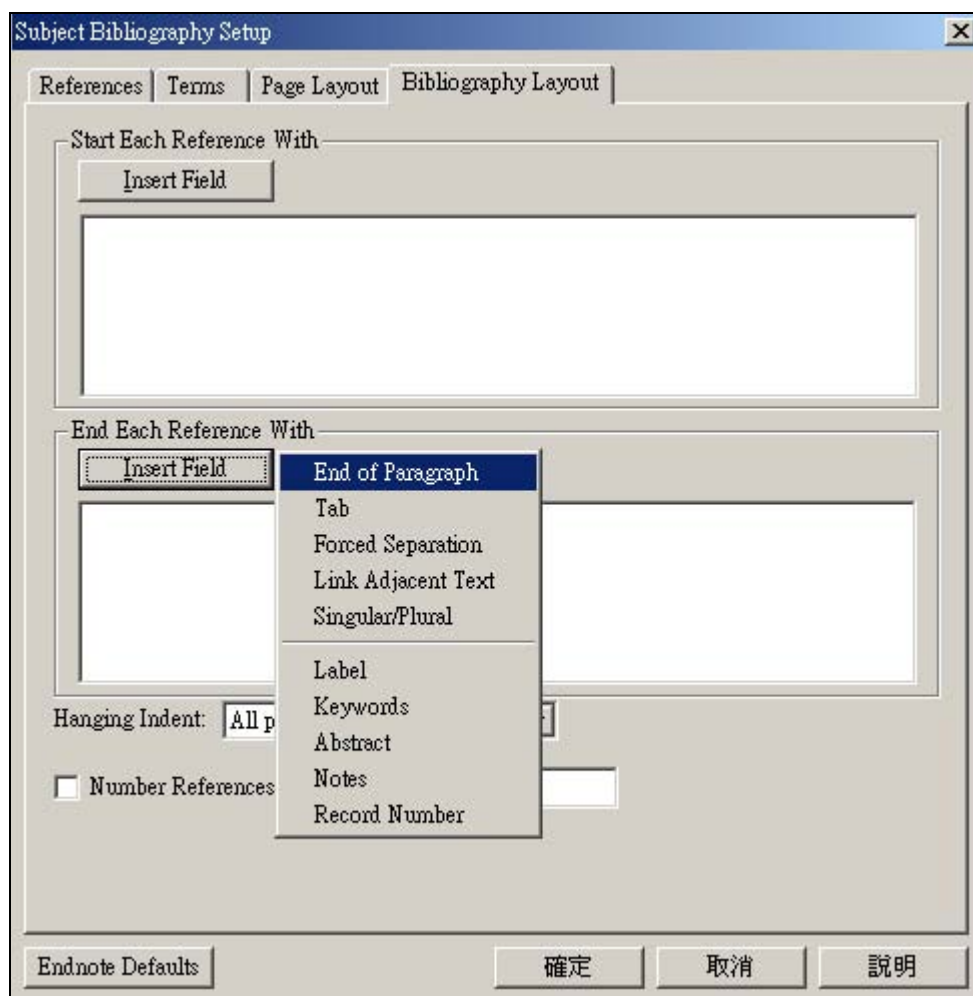 Subject Bibliography Setup
References Terms Page Layout Bibliography Layout
Start Each Reference With
Insert Field
End Each Reference With
Insert Field
End of Paragraph
Tab
Forced Separation
Link Adjacent Text
Singular/Plural
Label
Keywords
Abstract
Notes
Record Number
Hanging Indent: All p
Number References
Endnote Defaults 確定 取消 說明